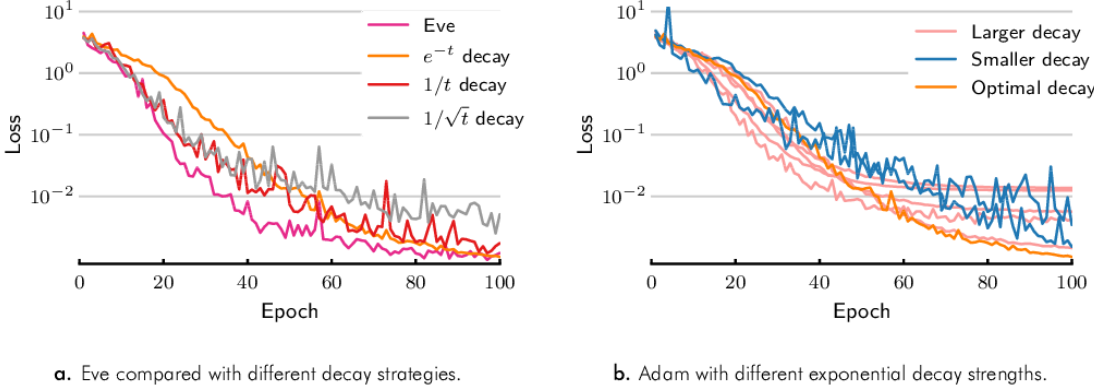 10^1
10^0
10^{-1}
10^{-2}
Loss
0 20 40 60 80 100
Epoch
Eve
e^{-t} decay
1/t decay
1/√t decay
a. Eve compared with different decay strategies.
10^1
10^0
10^{-1}
10^{-2}
Loss
0 20 40 60 80 100
Epoch
Larger decay
Smaller decay
Optimal decay
b. Adam with different exponential decay strengths.